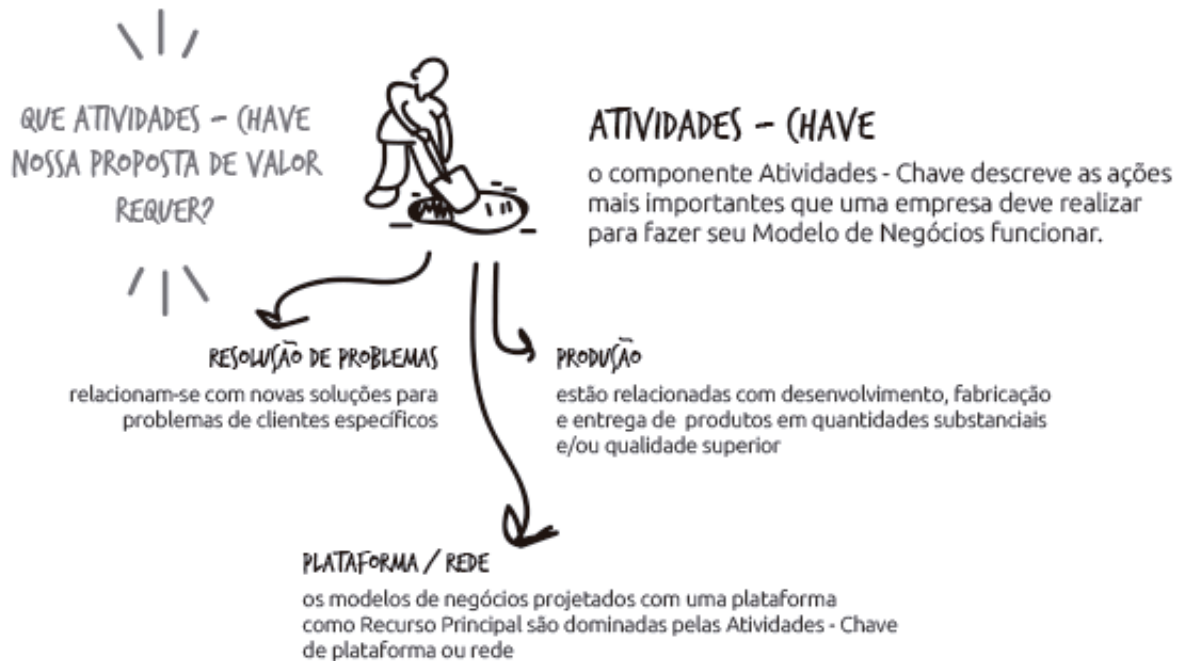 QUE ATIVIDADES - CHAVE
NOSSA PROPOSTA DE VALOR
REQUER?
ATIVIDADES - CHAVE
o componente Atividades - Chave descreve as ações
mais importantes que uma empresa deve realizar
para fazer seu Modelo de Negócios funcionar.
RESOLUÇÃO DE PROBLEMAS
relacionam-se com novas soluções para
problemas de clientes específicos
PRODUÇÃO
estão relacionadas com desenvolvimento, fabricação
e entrega de produtos em quantidades substanciais
e/ou qualidade superior
PLATAFORMA / REDE
os modelos de negócios projetados com uma plataforma
como Recurso Principal são dominadas pelas Atividades - Chave
de plataforma ou rede